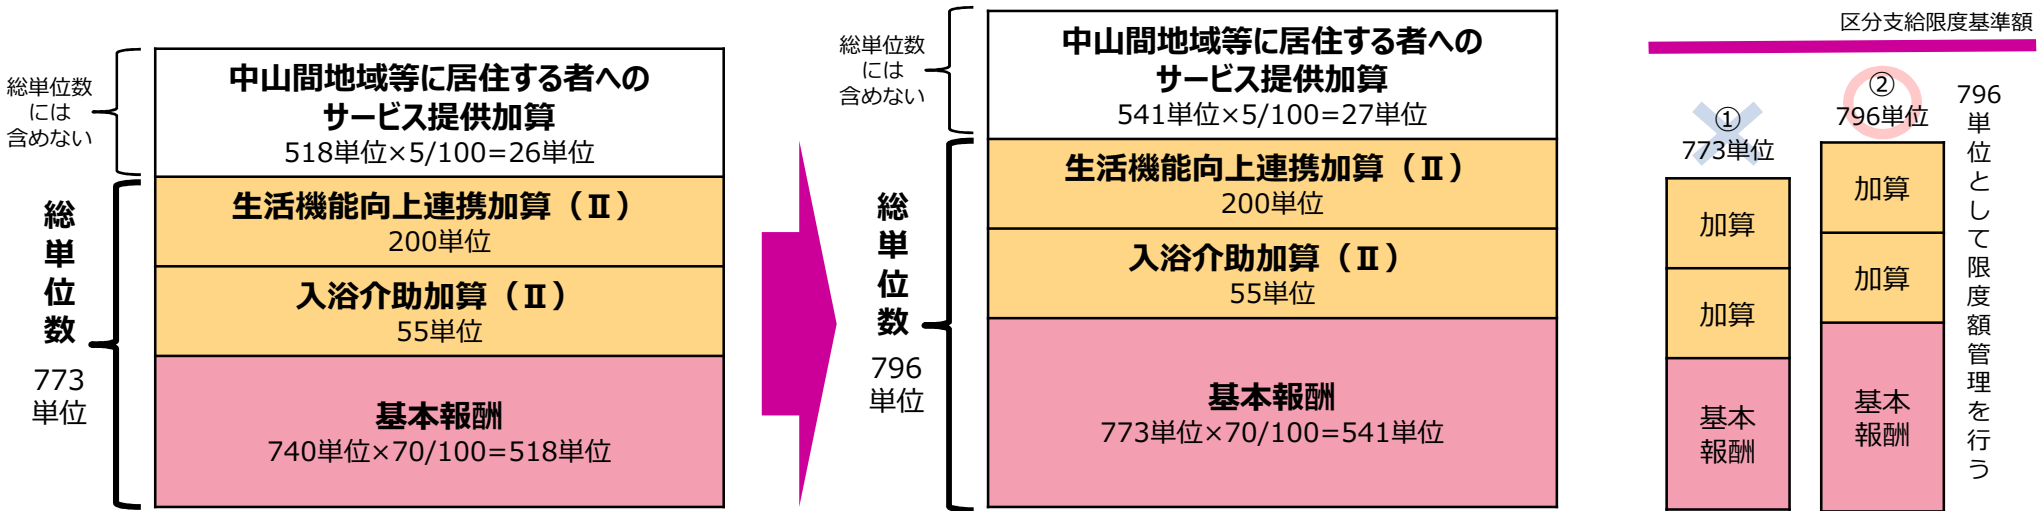 総単位数
には
含めない
中山間地域等に居住する者への
サービス提供加算
518単位×5/100=26単位
生活機能向上連携加算（Ⅱ）
200単位
入浴介助加算（Ⅱ）
55単位
基本報酬
740単位×70/100=518単位
総単位数
773
単位
総単位数
には
含めない
中山間地域等に居住する者への
サービス提供加算
541単位×5/100=27単位
生活機能向上連携加算（Ⅱ）
200単位
入浴介助加算（Ⅱ）
55単位
基本報酬
773単位×70/100=541単位
総単位数
796
単位
区分支給限度基準額
①
773単位
加算
加算
基本
報酬
②
796単位
加算
加算
基本
報酬
796単位として限度額管理を行う